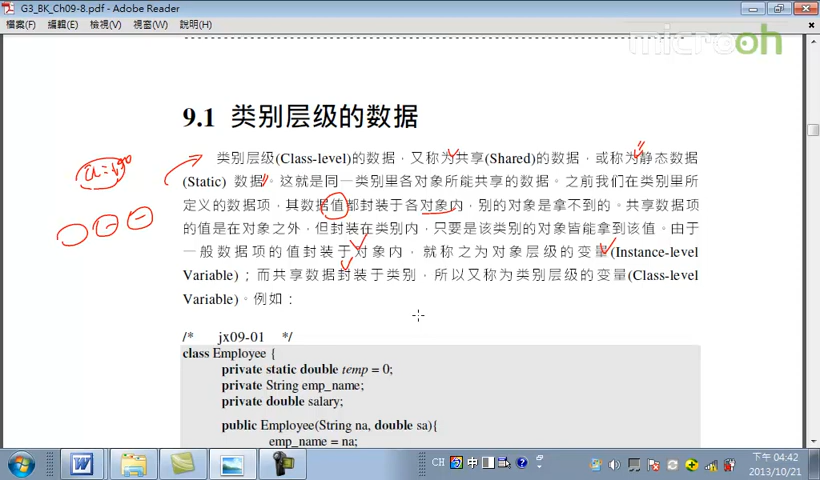 G3_BK_Ch09-8.pdf - Adobe Reader
檔案(F) 編輯(E) 檢視(V) 視窗(W) 說明(H)
microoh
9.1 类别层级的数据
类别层级(Class-level)的数据，又称为共享(Shared)的数据，或称为静态数据
(Static) 数据。这就是同一类别里各对象所能共享的数据。之前我们在类别里所
定义的数据项，其数据值都封装于各对象内，别的对象是拿不到的。共享数据项
的值是在对象之外，但封装在类别内，只要是该类别的对象皆能拿到该值。由于
一般数据项的值封装于对象内，就称之为对象层级的变量(Instance-level
Variable)；而共享数据封装于类别，所以又称为类别层级的变量(Class-level
Variable)。例如：
/* jx09-01 */
class Employee {
private static double temp = 0;
private String emp_name;
private double salary;
public Employee(String na, double sa){
emp_name = na;
CH 中
下午 04:42
2013/10/21